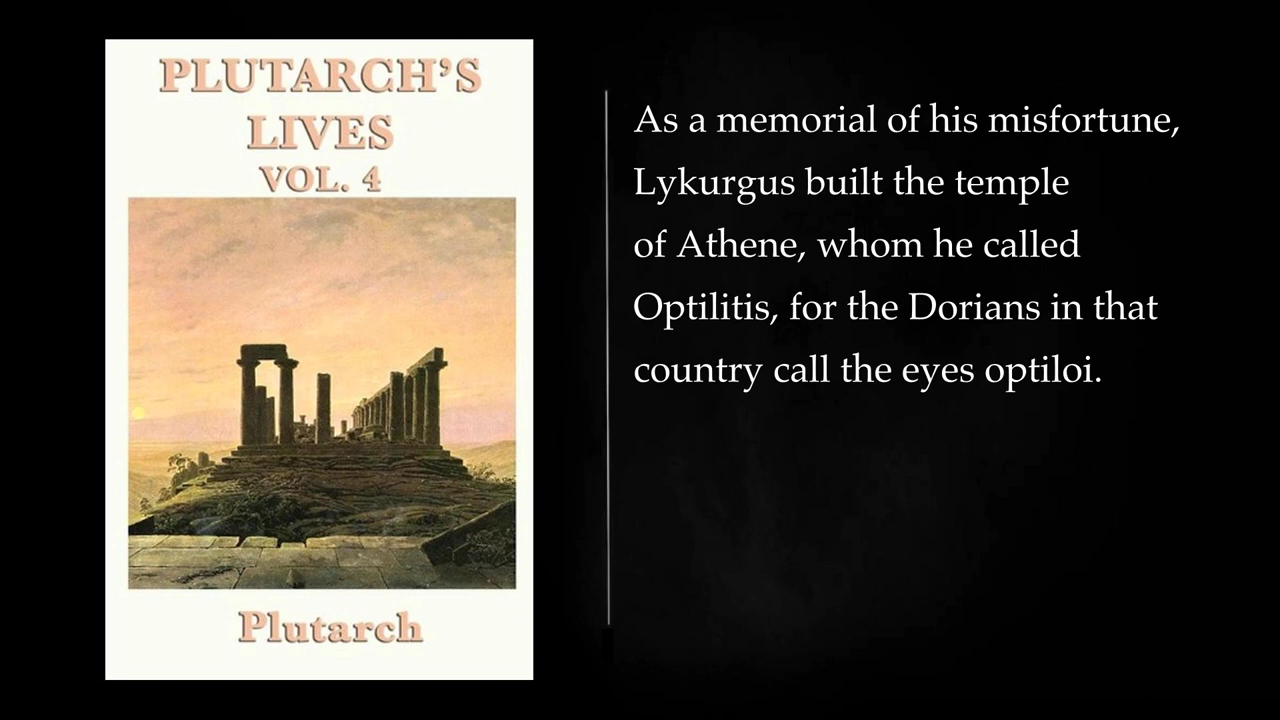 PLUTARCH'S
LIVES
VOL. 4
Plutarch
As a memorial of his misfortune,
Lykurgus built the temple
of Athene, whom he called
Optilitis, for the Dorians in that
country call the eyes optiloi.